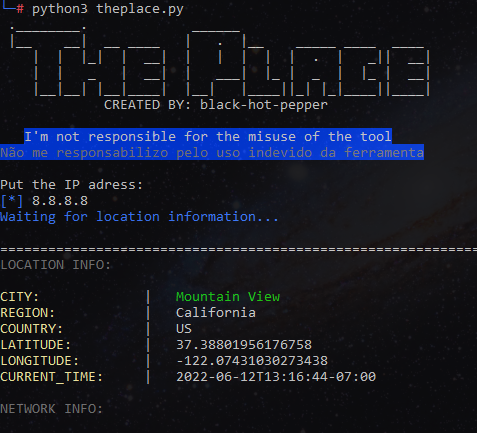 └─# python3 theplace.py
The Place
CREATED BY: black-hot-pepper
I'm not responsible for the misuse of the tool
Não me responsabilizo pelo uso indevido da ferramenta
Put the IP adress:
[*] 8.8.8.8
Waiting for location information...
============================================================
LOCATION INFO:
CITY: | Mountain View
REGION: | California
COUNTRY: | US
LATITUDE: | 37.38801956176758
LONGITUDE: | -122.07431030273438
CURRENT_TIME: | 2022-06-12T13:16:44-07:00
NETWORK INFO: